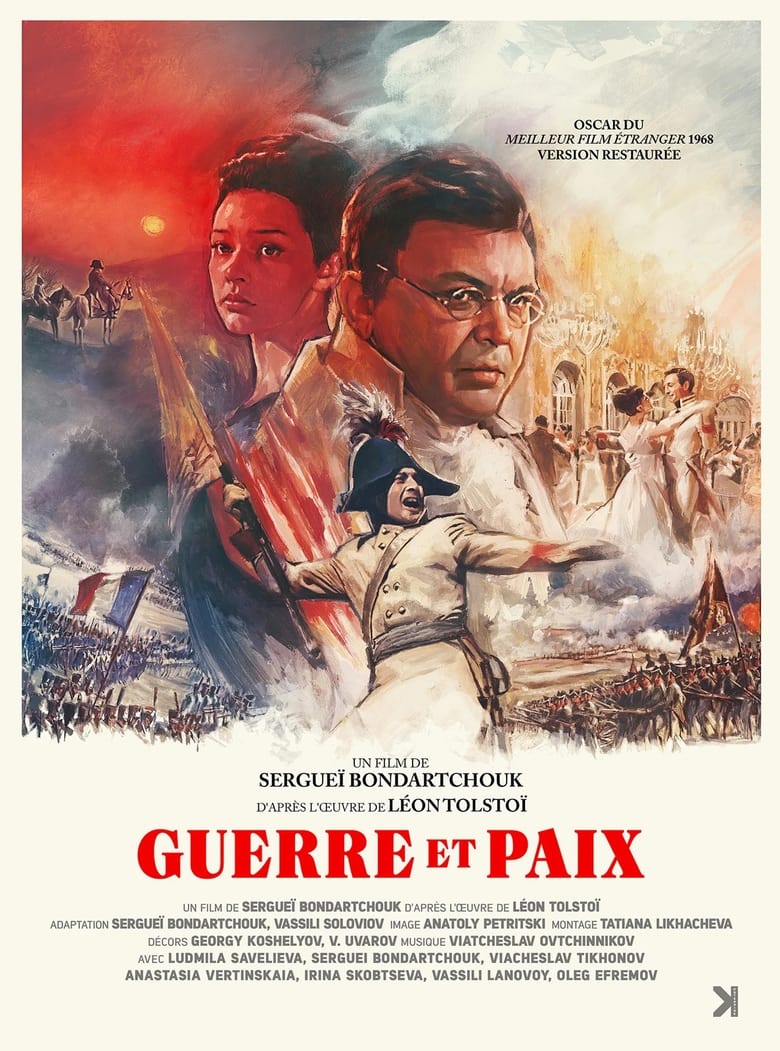 OSCAR DU
MEILLEUR FILM ÉTRANGER 1968
VERSION RESTAURÉE
UN FILM DE
SERGUEÏ BONDARTCHOUK
D'APRÈS L'ŒUVRE DE LÉON TOLSTOÏ
GUERRE ET PAIX
UN FILM DE SERGUEÏ BONDARTCHOUK D'APRÈS L'ŒUVRE DE LÉON TOLSTOÏ
ADAPTATION SERGUEÏ BONDARTCHOUK, VASSILI SOLOVIOV IMAGE ANATOLY PETRITSKI MONTAGE TATIANA LIKHACHEVA
DÉCORS GEORGY KOSHELYOV, V. UVAROV MUSIQUE VIATCHESLAV OVTCHINNIKOV
AVEC LUDMILA SAVELIEVA, SERGUEI BONDARTCHOUK, VIACHESLAV TIKHONOV
ANASTASIA VERTINSKAIA, IRINA SKOBTSEVA, VASSILI LANOVOY, OLEG EFREMOV